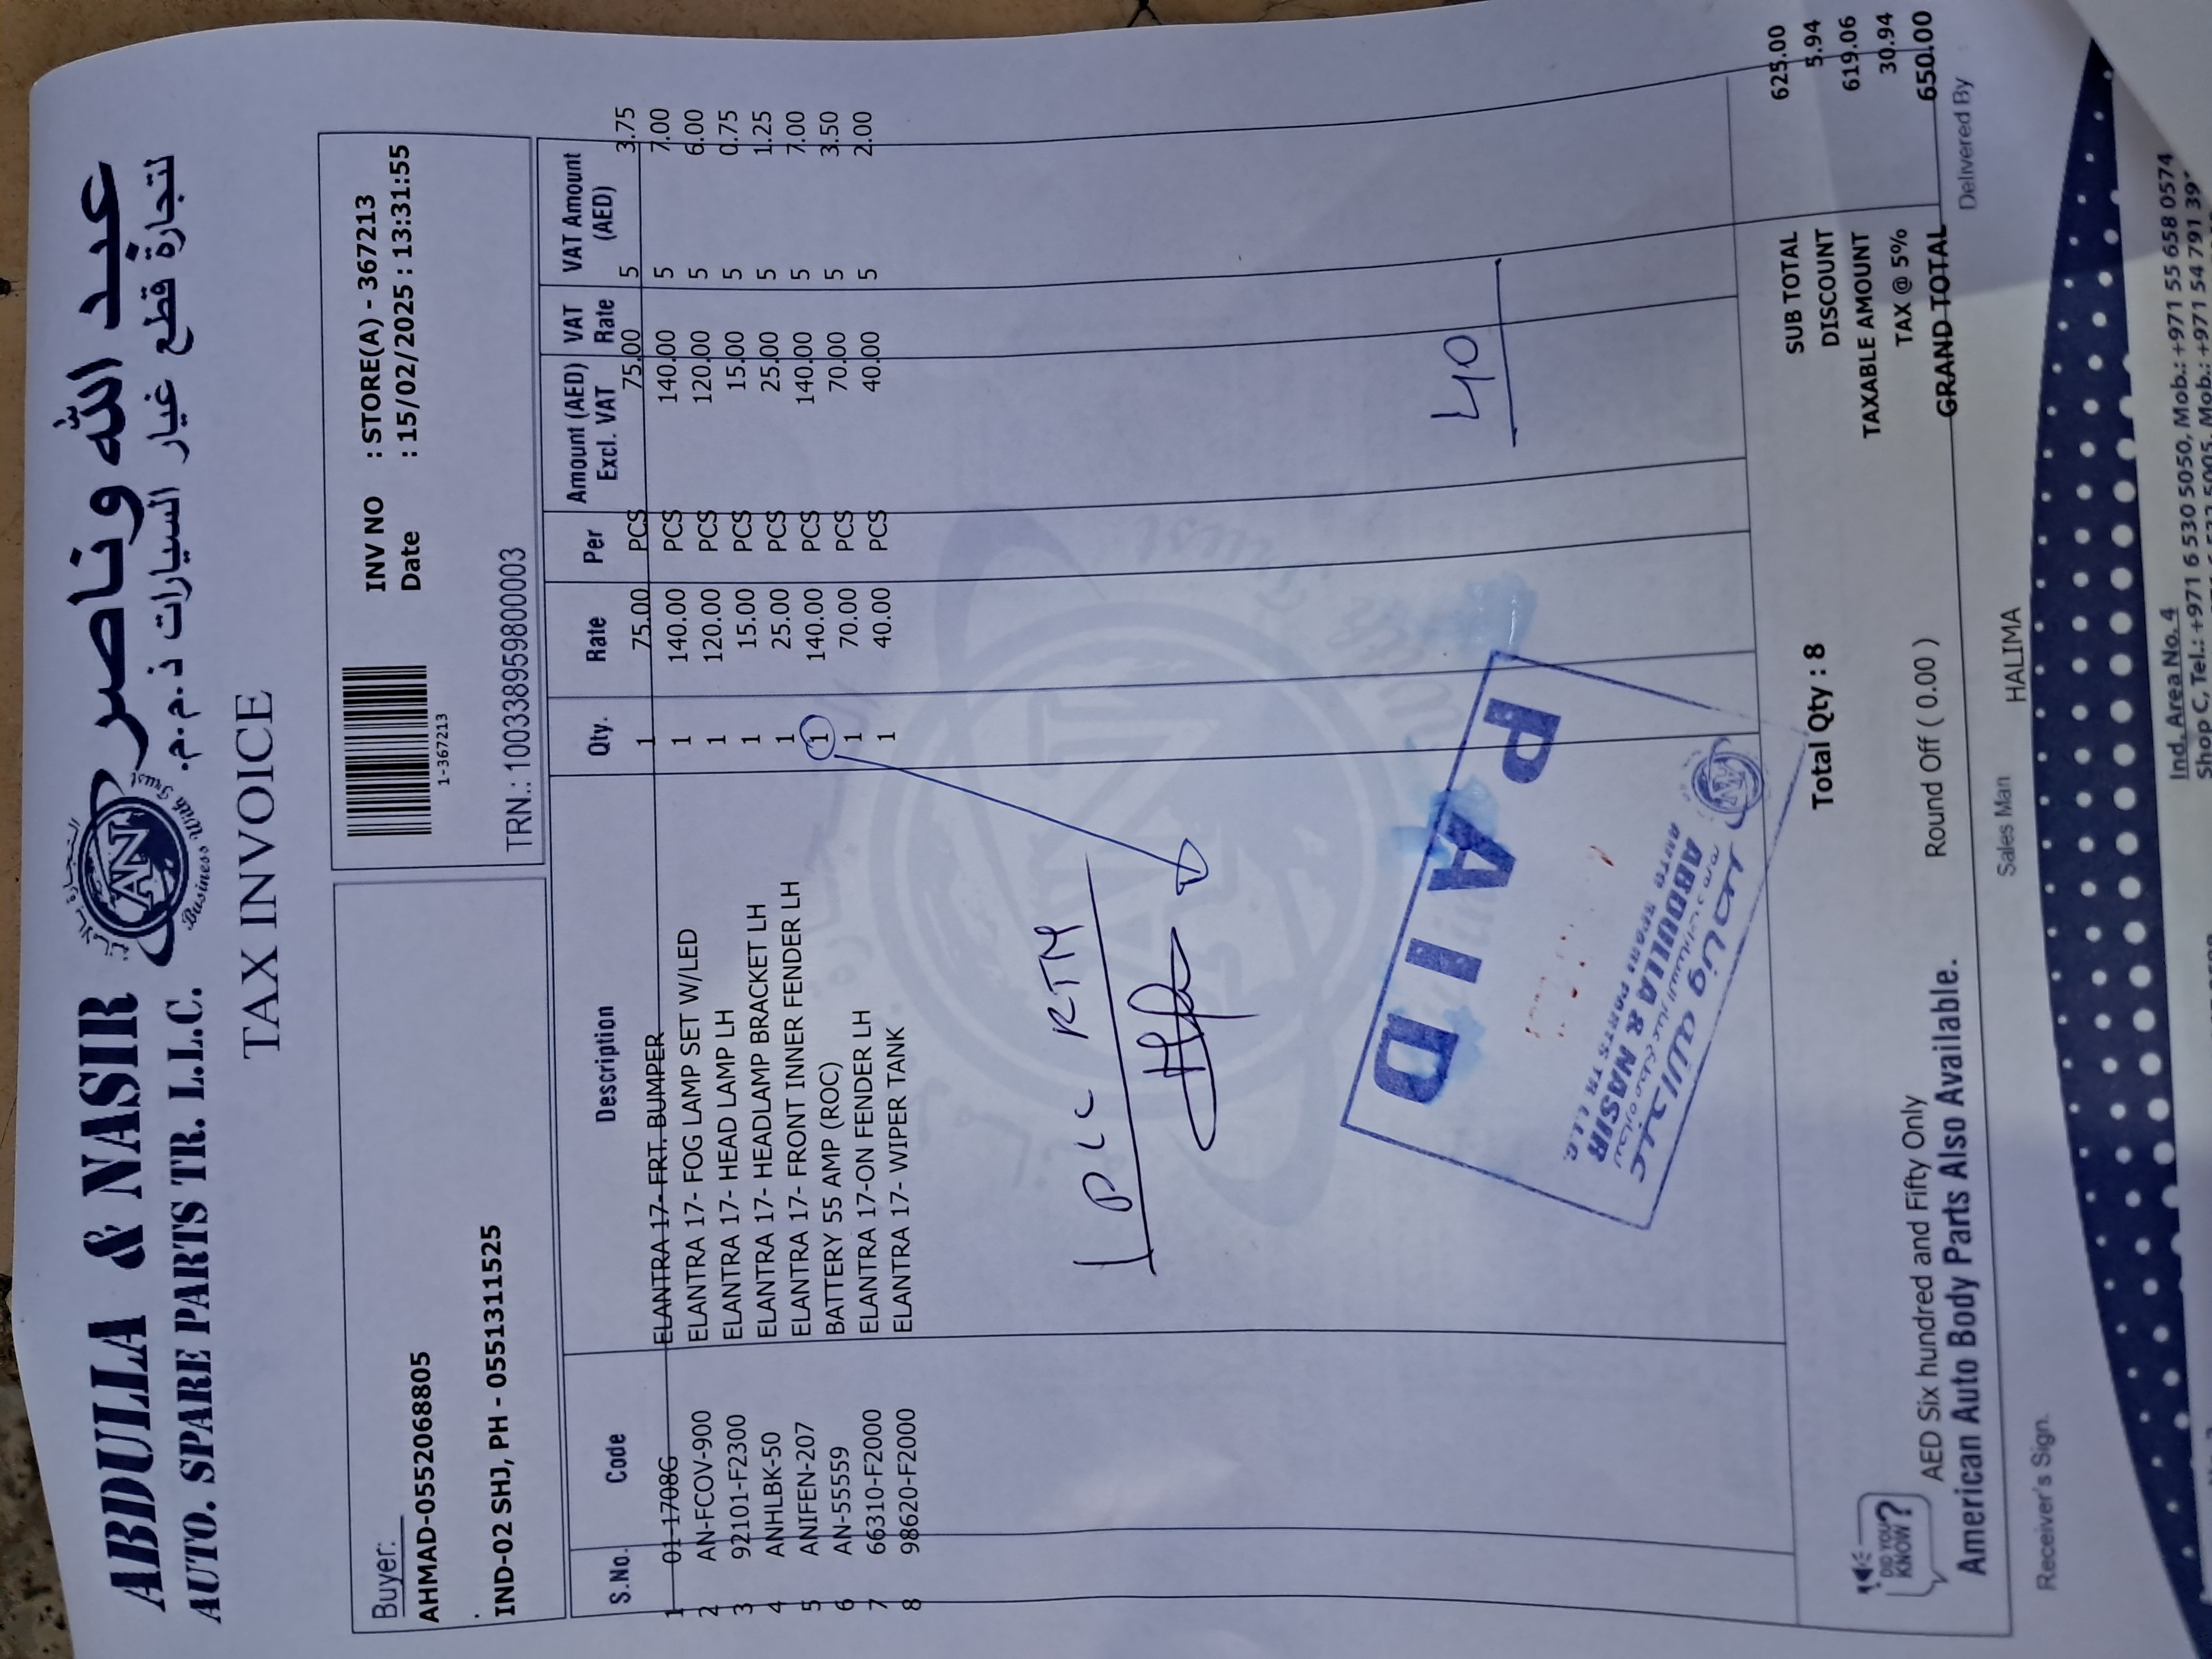 عبد الله وناصر
لتجارة قطع غيار السيارات ذ.م.م.
ABDULLA & NASIR
AUTO. SPARE PARTS TR. L.L.C.
AN
Business With Trust
TAX INVOICE
Buyer:
AHMAD-0552068805
.
IND-02 SHJ, PH - 0551311525
1-367213
INV NO : STORE(A) - 367213
Date : 15/02/2025 : 13:31:55
TRN.: 100338959800003
S.No. Code Description Qty. Rate Per Amount (AED) Excl. VAT VAT Rate VAT Amount (AED)
1 01-1708G ELANTRA 17- FRT. BUMPER 1 75.00 PCS 75.00 5 3.75
2 AN-FCOV-900 ELANTRA 17- FOG LAMP SET W/LED 1 140.00 PCS 140.00 5 7.00
3 92101-F2300 ELANTRA 17- HEAD LAMP LH 1 120.00 PCS 120.00 5 6.00
4 ANHLBK-50 ELANTRA 17- HEADLAMP BRACKET LH 1 15.00 PCS 15.00 5 0.75
5 ANIFEN-207 ELANTRA 17- FRONT INNER FENDER LH 1 25.00 PCS 25.00 5 1.25
6 AN-55559 BATTERY 55 AMP (ROC) 1 140.00 PCS 140.00 5 7.00
7 66310-F2000 ELANTRA 17-ON FENDER LH 1 70.00 PCS 70.00 5 3.50
8 98620-F2000 ELANTRA 17- WIPER TANK 1 40.00 PCS 40.00 5 2.00
RTM
40
PAID
ABDULLA & NASIR
AUTO SPARE PARTS TR L.L.C.
Total Qty : 8
SUB TOTAL 625.00
DISCOUNT 5.94
TAXABLE AMOUNT 619.06
TAX @ 5% 30.94
GRAND TOTAL 650.00
DID YOU KNOW?
AED Six hundred and Fifty Only
Round Off ( 0.00 )
American Auto Body Parts Also Available.
Receiver's Sign.
Sales Man
HALIMA
Delivered By
Ind. Area No. 4
Shop C. Tel.: +971 6 530 5050, Mob.: +971 55 658 0574
Mob.: +971 54 791